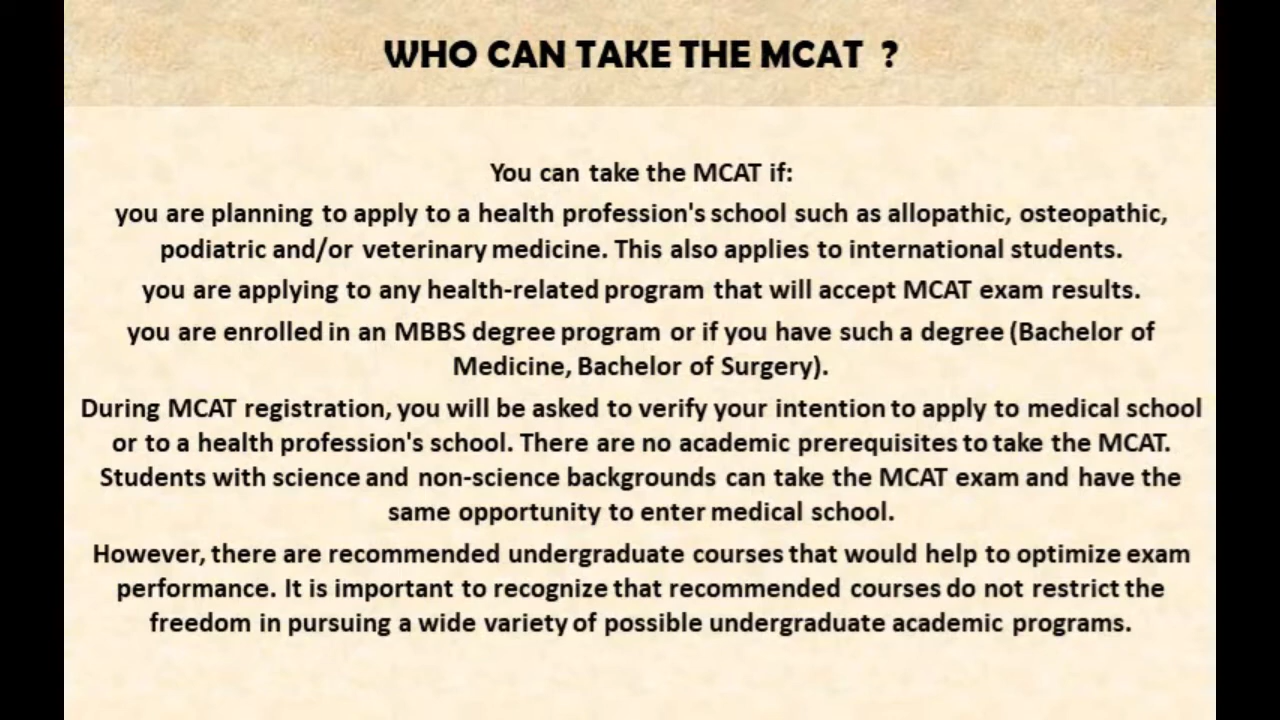 WHO CAN TAKE THE MCAT ?
You can take the MCAT if:
you are planning to apply to a health profession's school such as allopathic, osteopathic,
podiatric and/or veterinary medicine. This also applies to international students.
you are applying to any health-related program that will accept MCAT exam results.
you are enrolled in an MBBS degree program or if you have such a degree (Bachelor of
Medicine, Bachelor of Surgery).
During MCAT registration, you will be asked to verify your intention to apply to medical school
or to a health profession's school. There are no academic prerequisites to take the MCAT.
Students with science and non-science backgrounds can take the MCAT exam and have the
same opportunity to enter medical school.
However, there are recommended undergraduate courses that would help to optimize exam
performance. It is important to recognize that recommended courses do not restrict the
freedom in pursuing a wide variety of possible undergraduate academic programs.